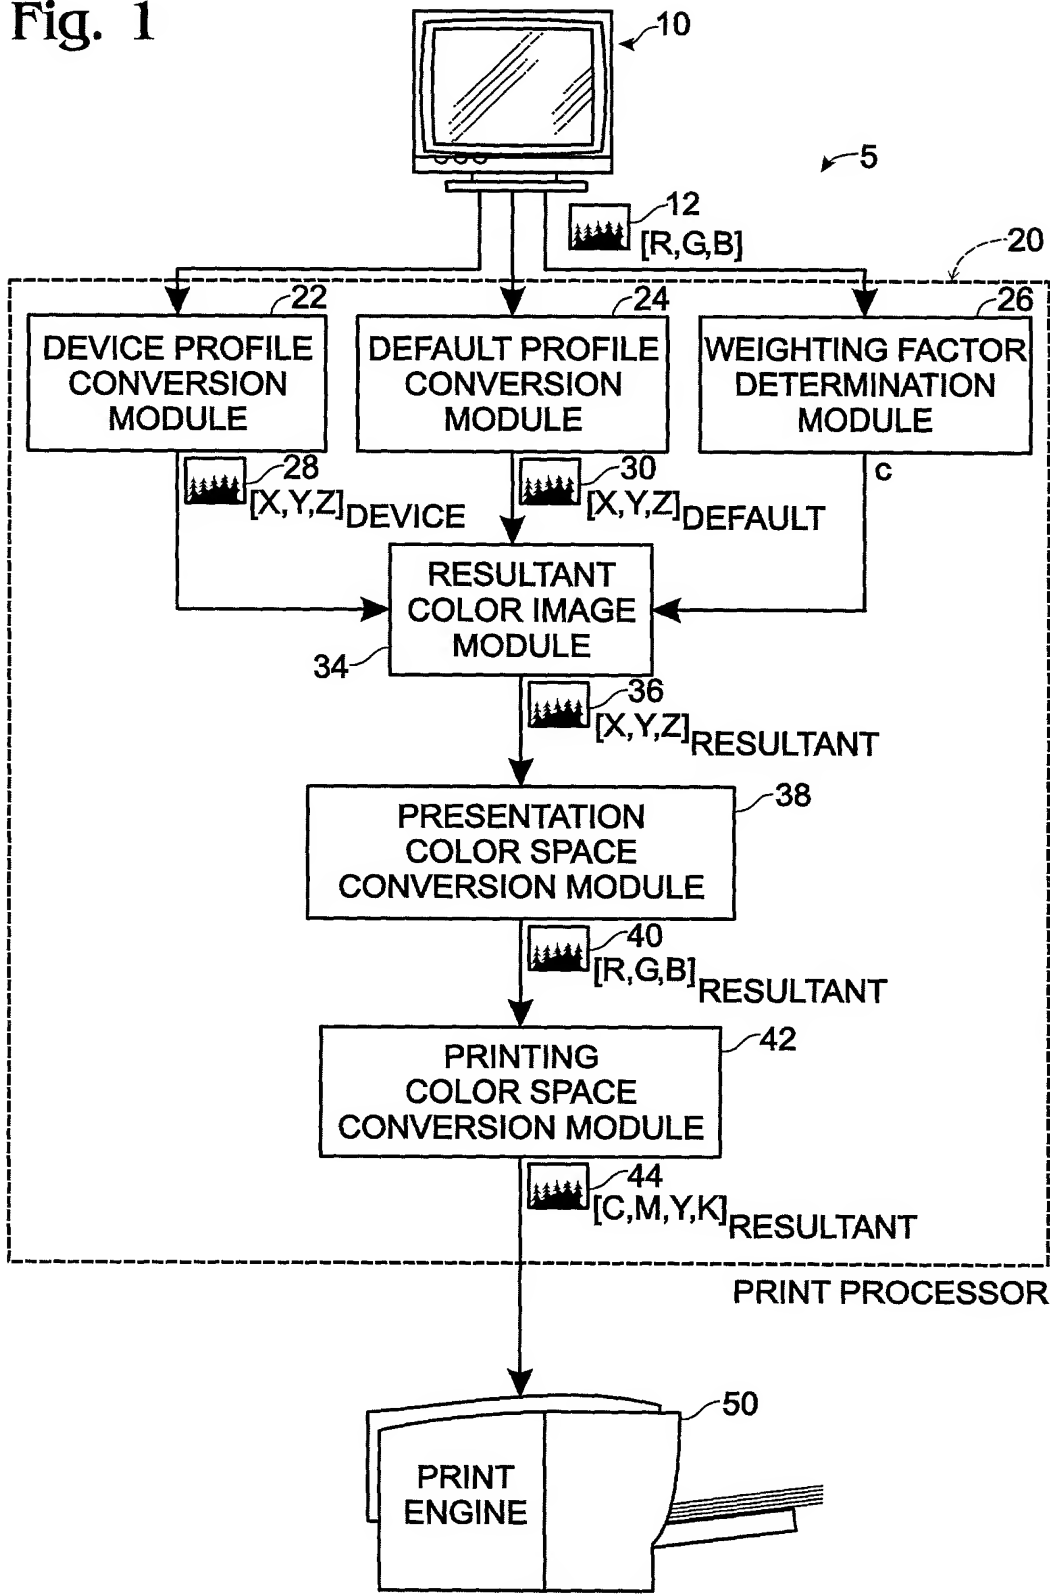 Fig. 1
10
5
12
[R,G,B]
20
22
24
26
DEVICE PROFILE
CONVERSION
MODULE
DEFAULT PROFILE
CONVERSION
MODULE
WEIGHTING FACTOR
DETERMINATION
MODULE
28
[X,Y,Z]DEVICE
30
[X,Y,Z]DEFAULT
c
RESULTANT
COLOR IMAGE
MODULE
34
36
[X,Y,Z]RESULTANT
38
PRESENTATION
COLOR SPACE
CONVERSION MODULE
40
[R,G,B]RESULTANT
42
PRINTING
COLOR SPACE
CONVERSION MODULE
44
[C,M,Y,K]RESULTANT
PRINT PROCESSOR
50
PRINT
ENGINE